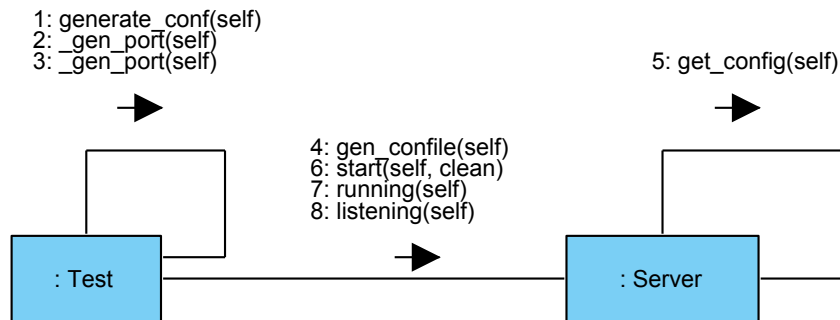 1: generate_conf(self)
2: _gen_port(self)
3: _gen_port(self)
5: get_config(self)
4: gen_confile(self)
6: start(self, clean)
7: running(self)
8: listening(self)
: Test
: Server